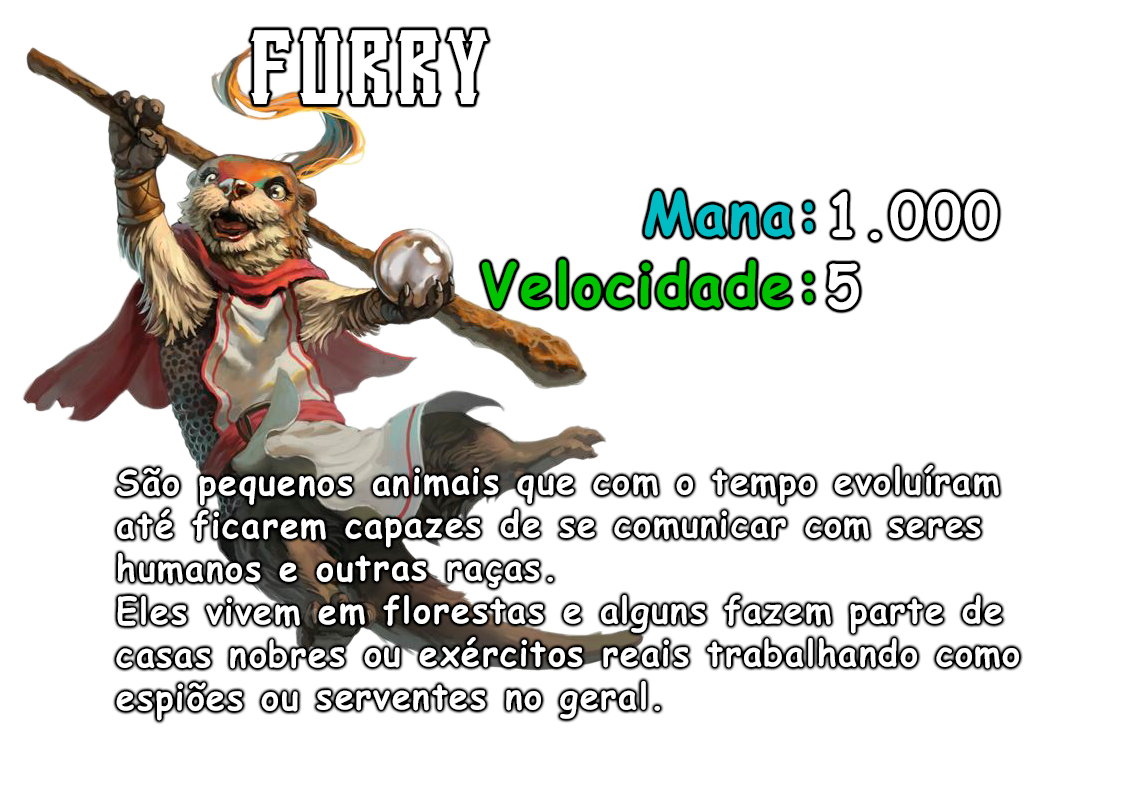 FURRY
Mana:1.000
Velocidade:5
São pequenos animais que com o tempo evoluíram
até ficarem capazes de se comunicar com seres
humanos e outras raças.
Eles vivem em florestas e alguns fazem parte de
casas nobres ou exércitos reais trabalhando como
espiões ou serventes no geral.